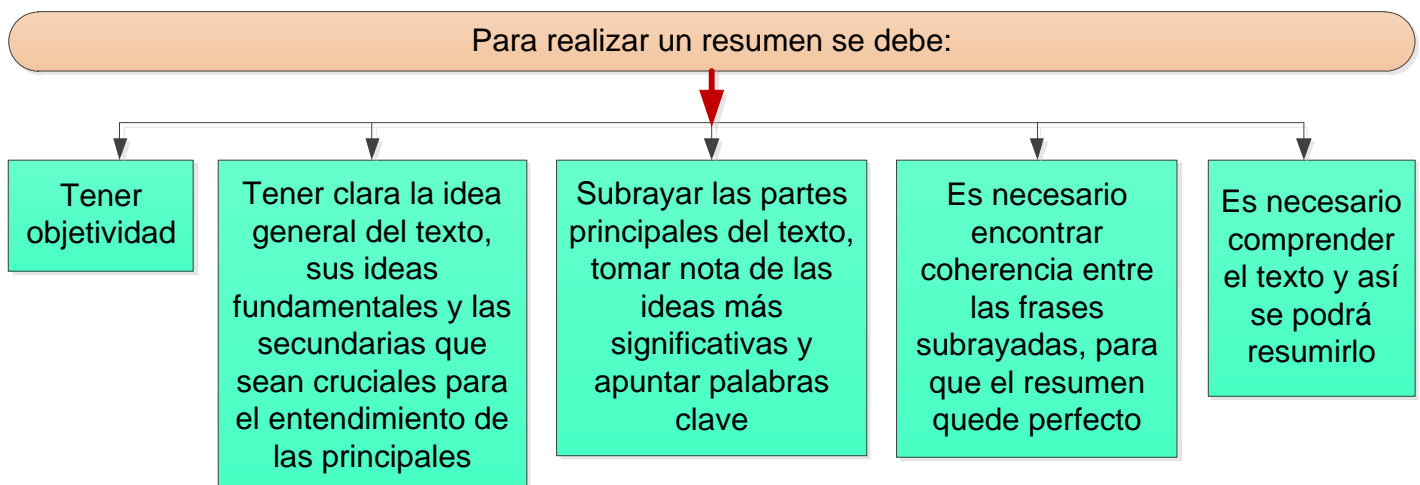 Para realizar un resumen se debe:
Tener
objetividad
Tener clara la idea
general del texto,
sus ideas
fundamentales y las
secundarias que
sean cruciales para
el entendimiento de
las principales
Subrayar las partes
principales del texto,
tomar nota de las
ideas más
significativas y
apuntar palabras
clave
Es necesario
encontrar
coherencia entre
las frases
subrayadas, para
que el resumen
quede perfecto
Es necesario
comprender
el texto y así
se podrá
resumirlo